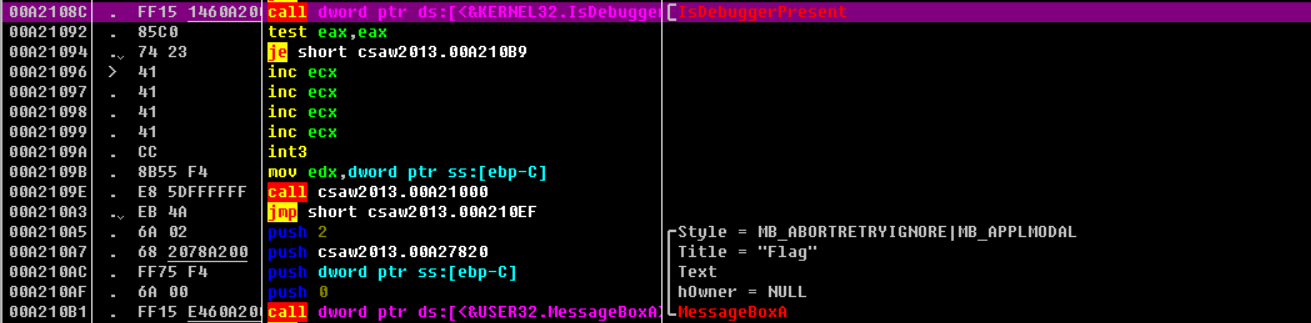 00A2108C . FF15 1460A20 call dword ptr ds:[<&KERNEL32.IsDebugger IsDebuggerPresent
00A21092 . 85C0 test eax,eax
00A21094 . 74 23 je short csaw2013.00A210B9
00A21096 > 41 inc ecx
00A21097 . 41 inc ecx
00A21098 . 41 inc ecx
00A21099 . 41 inc ecx
00A2109A . CC int3
00A2109B . 8B55 F4 mov edx,dword ptr ss:[ebp-C]
00A2109E . E8 5DFFFFFF call csaw2013.00A21000
00A210A3 . EB 4A jmp short csaw2013.00A210EF
00A210A5 . 6A 02 push 2 Style = MB_ABORTRETRYIGNORE|MB_APPLMODAL
00A210A7 . 68 2078A200 push csaw2013.00A27820 Title = "Flag"
00A210AC . FF75 F4 push dword ptr ss:[ebp-C] Text
00A210AF . 6A 00 push 0 hOwner = NULL
00A210B1 . FF15 E460A20 call dword ptr ds:[<&USER32.MessageBoxA MessageBoxA